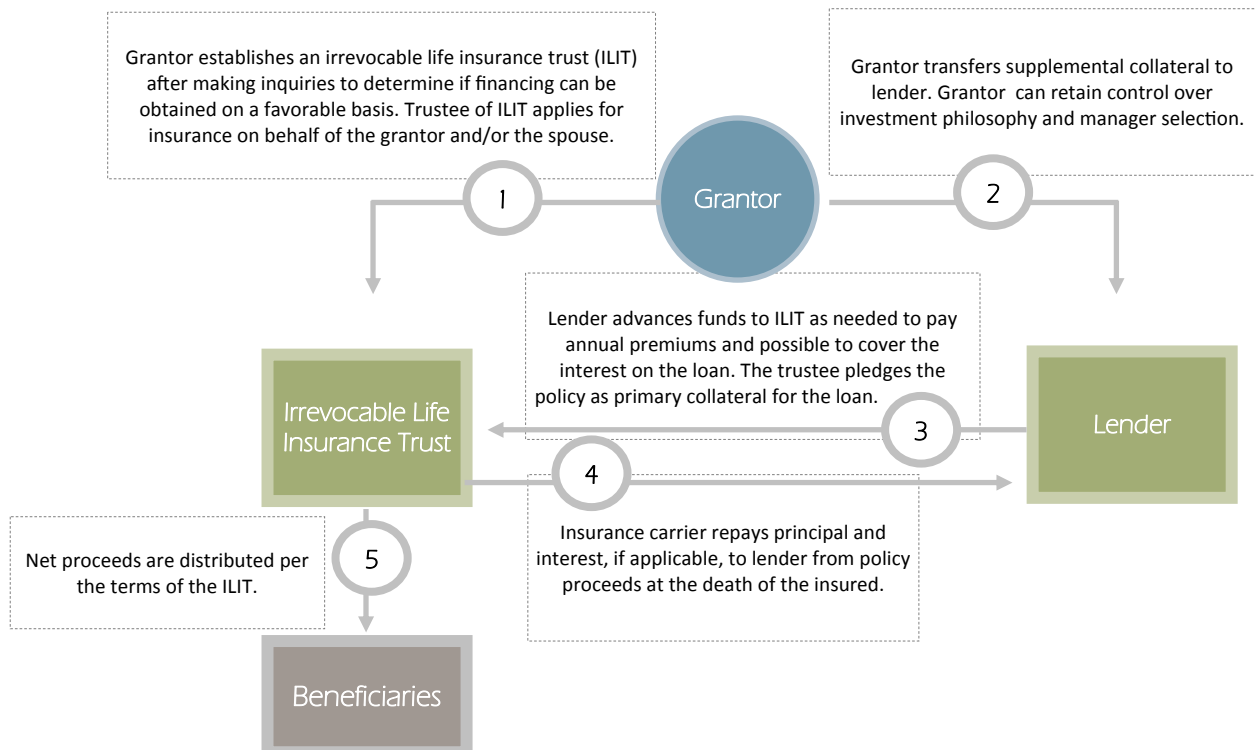 Grantor establishes an irrevocable life insurance trust (ILIT)
after making inquiries to determine if financing can be
obtained on a favorable basis. Trustee of ILIT applies for
insurance on behalf of the grantor and/or the spouse.
Grantor transfers supplemental collateral to
lender. Grantor can retain control over
investment philosophy and manager selection.
1
Grantor
2
Lender advances funds to ILIT as needed to pay
annual premiums and possible to cover the
interest on the loan. The trustee pledges the
policy as primary collateral for the loan.
Irrevocable Life
Insurance Trust
3
Lender
4
Insurance carrier repays principal and
interest, if applicable, to lender from policy
proceeds at the death of the insured.
Net proceeds are distributed per
the terms of the ILIT.
5
Beneficiaries